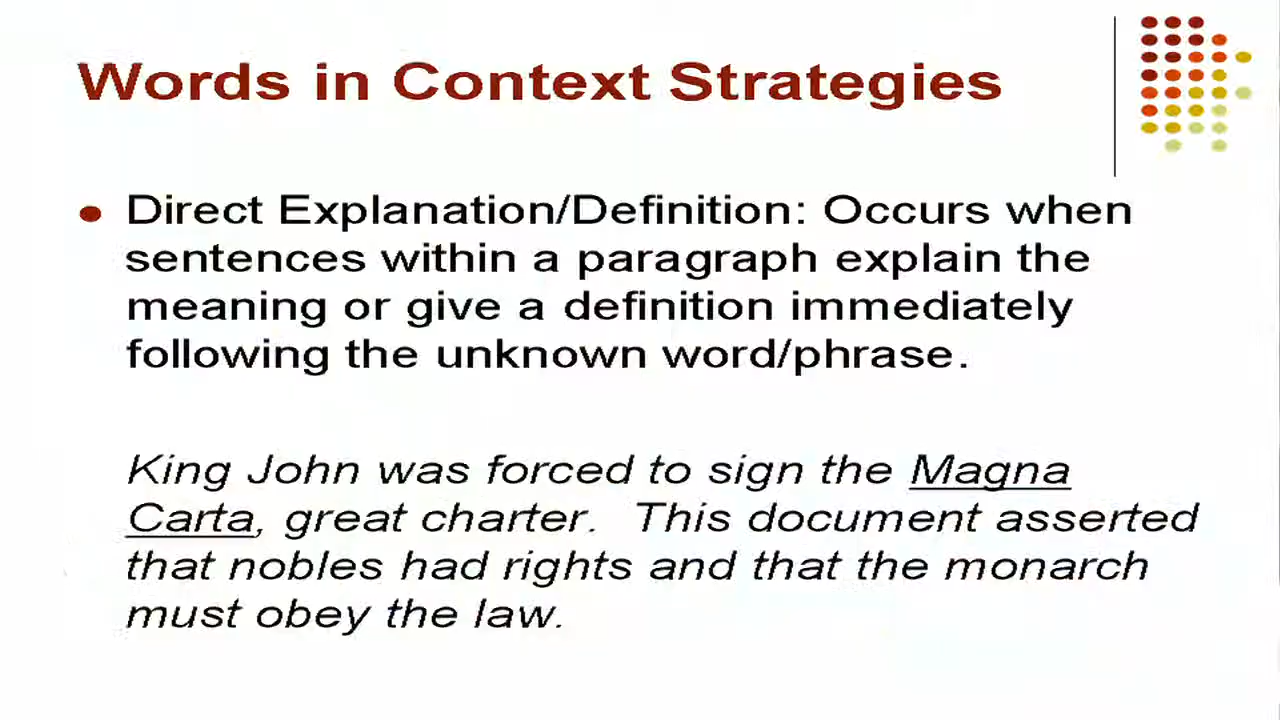 Words in Context Strategies
Direct Explanation/Definition: Occurs when
sentences within a paragraph explain the
meaning or give a definition immediately
following the unknown word/phrase.
King John was forced to sign the Magna
Carta, great charter.  This document asserted
that nobles had rights and that the monarch
must obey the law.